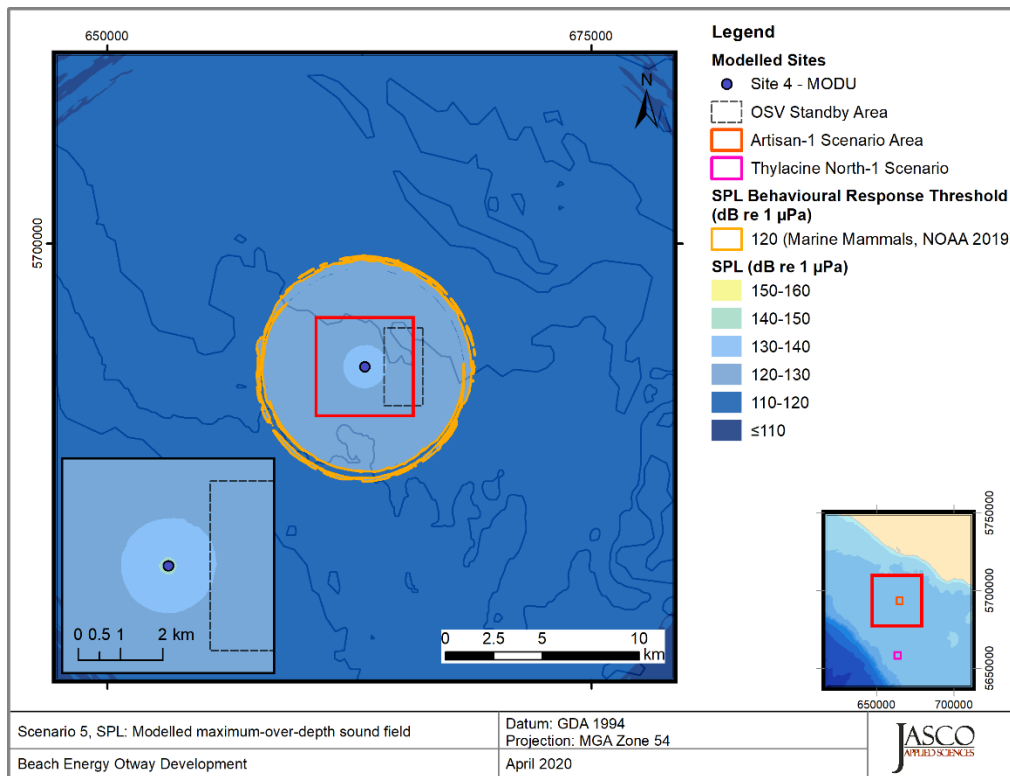 650000
675000
5700000
N
0 0.5 1 2 km
0 2.5 5 10
km
Legend
Modelled Sites
Site 4 - MODU
OSV Standby Area
Artisan-1 Scenario Area
Thylacine North-1 Scenario
SPL Behavioural Response Threshold
(dB re 1 µPa)
120 (Marine Mammals, NOAA 2019
SPL (dB re 1 µPa)
150-160
140-150
130-140
120-130
110-120
≤110
5750000
5700000
5650000
650000 700000
Scenario 5, SPL: Modelled maximum-over-depth sound field
Datum: GDA 1994
Projection: MGA Zone 54
Beach Energy Otway Development
April 2020
JASCO
APPLIED SCIENCES